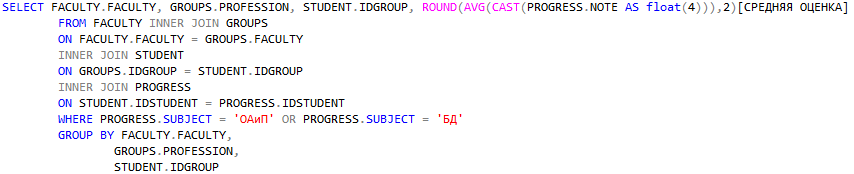 SELECT FACULTY.FACULTY, GROUPS.PROFESSION, STUDENT.IDGROUP, ROUND(AVG(CAST(PROGRESS.NOTE AS float(4))),2)[СРЕДНЯЯ ОЦЕНКА]
FROM FACULTY INNER JOIN GROUPS
ON FACULTY.FACULTY = GROUPS.FACULTY
INNER JOIN STUDENT
ON GROUPS.IDGROUP = STUDENT.IDGROUP
INNER JOIN PROGRESS
ON STUDENT.IDSTUDENT = PROGRESS.IDSTUDENT
WHERE PROGRESS.SUBJECT = 'ОАиП' OR PROGRESS.SUBJECT = 'БД'
GROUP BY FACULTY.FACULTY,
GROUPS.PROFESSION,
STUDENT.IDGROUP